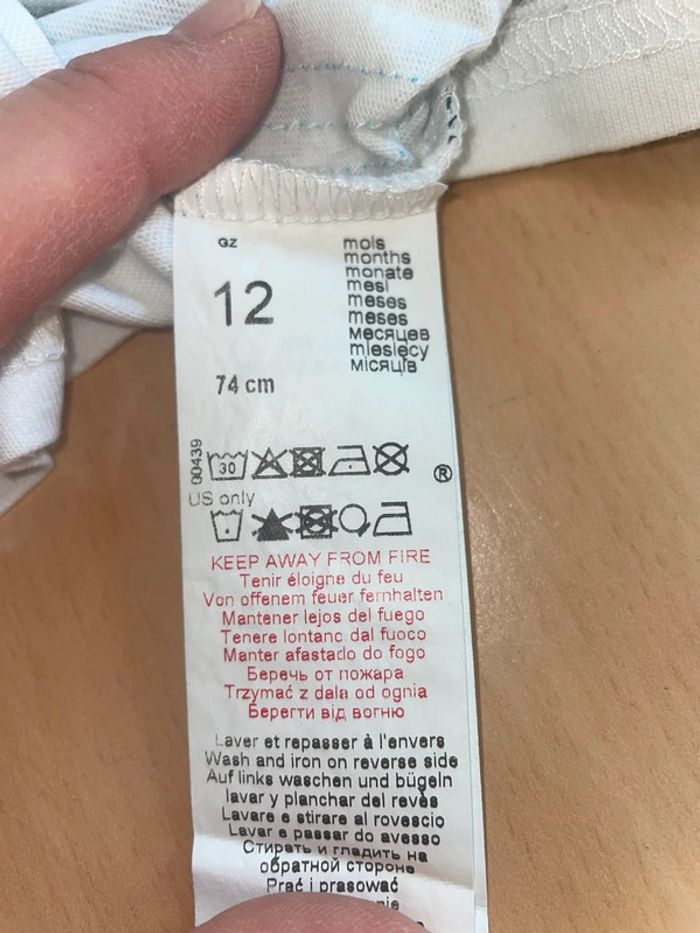 GZ
12
74 cm
mois
months
monate
mesi
meses
meses
месяцев
miesięcy
місяців
00439
30
®
US only
KEEP AWAY FROM FIRE
Tenir éloigne du feu
Von offenem feuer fernhalten
Mantener lejos del fuego
Tenere lontano dal fuoco
Manter afastado do fogo
Беречь от пожара
Trzymać z dala od ognia
Берегти від вогню
Laver et repasser à l'envers
Wash and iron on reverse side
Auf links waschen und bügeln
lavar y planchar del revès
Lavare e stirare al rovescio
Lavar e passar do avesso
Стирать и гладить на
обратной стороне
Prać i prasować